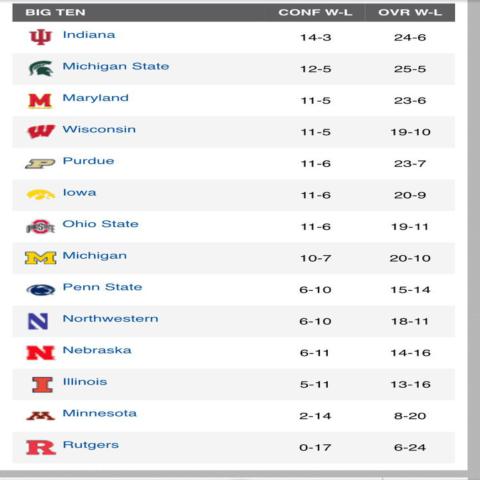 BIG TEN CONF W-L OVR W-L
Indiana 14-3 24-6
Michigan State 12-5 25-5
M Maryland 11-5 23-6
W Wisconsin 11-5 19-10
P Purdue 11-6 23-7
Iowa 11-6 20-9
Ohio State 11-6 19-11
M Michigan 10-7 20-10
Penn State 6-10 15-14
N Northwestern 6-10 18-11
N Nebraska 6-11 14-16
I Illinois 5-11 13-16
M Minnesota 2-14 8-20
R Rutgers 0-17 6-24